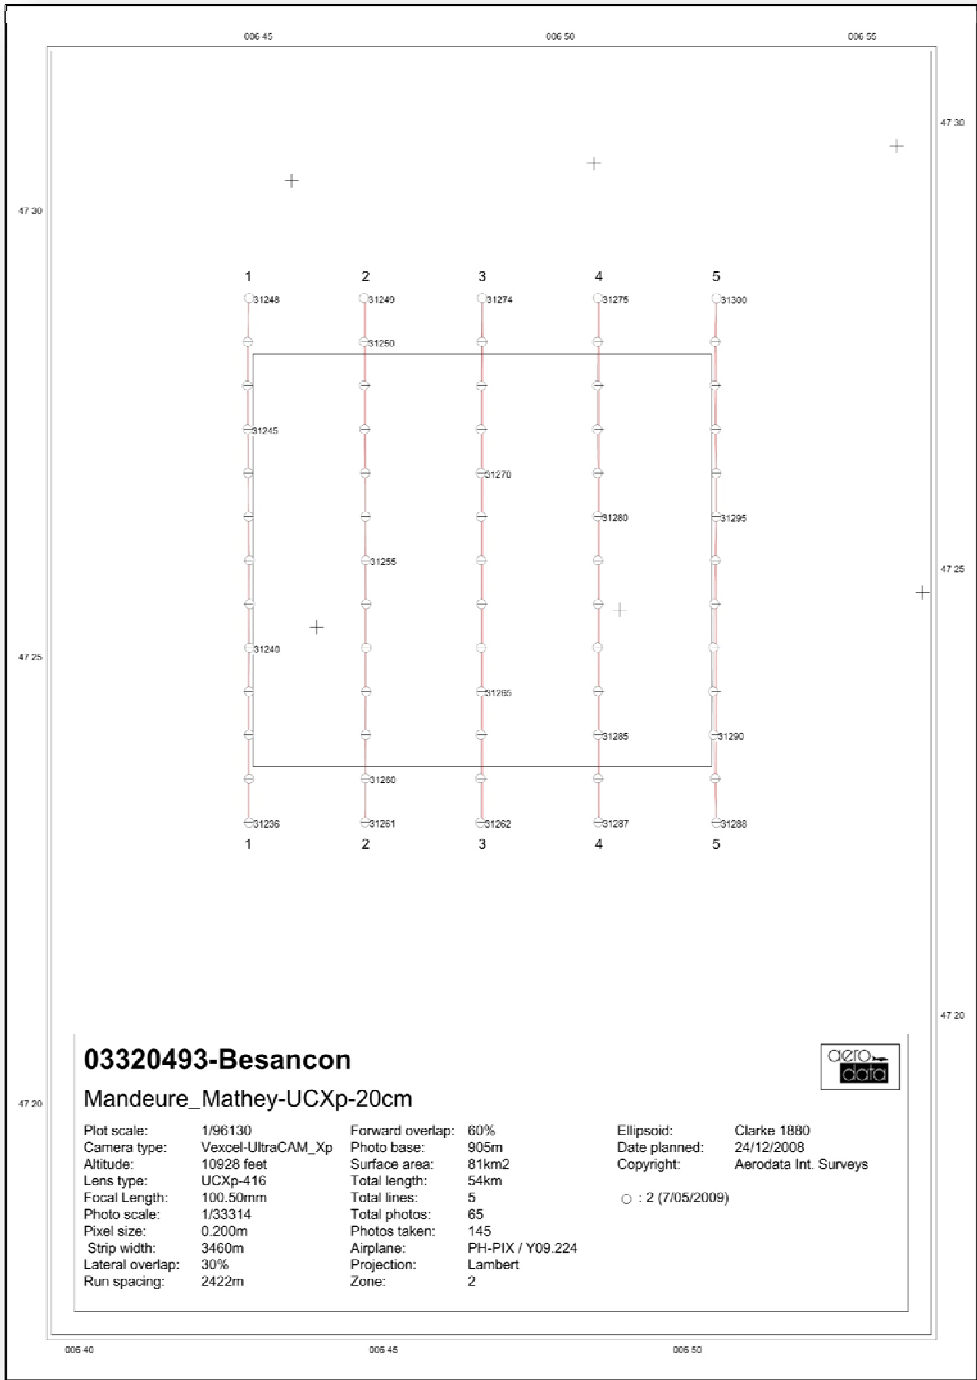 006 45 006 50 006 55
47 30
47 30
1 2 3 4 5
31248 31249 31274 31275 31300
31250
31245
31270
31280 31295
31255
47 25
31240
47 25
31265
31285 31290
31260
31236 31261 31262 31287 31288
1 2 3 4 5
47 20
03320493-Besancon
aero data
Mandeure_Mathey-UCXp-20cm
47 20
Plot scale: 1/96130 Forward overlap: 60% Ellipsoid: Clarke 1880
Camera type: Vexcel-UltraCAM_Xp Photo base: 905m Date planned: 24/12/2008
Altitude: 10928 feet Surface area: 81km2 Copyright: Aerodata Int. Surveys
Lens type: UCXp-416 Total length: 54km
Focal Length: 100.50mm Total lines: 5 : 2 (7/05/2009)
Photo scale: 1/33314 Total photos: 65
Pixel size: 0.200m Photos taken: 145
Strip width: 3460m Airplane: PH-PIX / Y09.224
Lateral overlap: 30% Projection: Lambert
Run spacing: 2422m Zone: 2
006 40 006 45 006 50